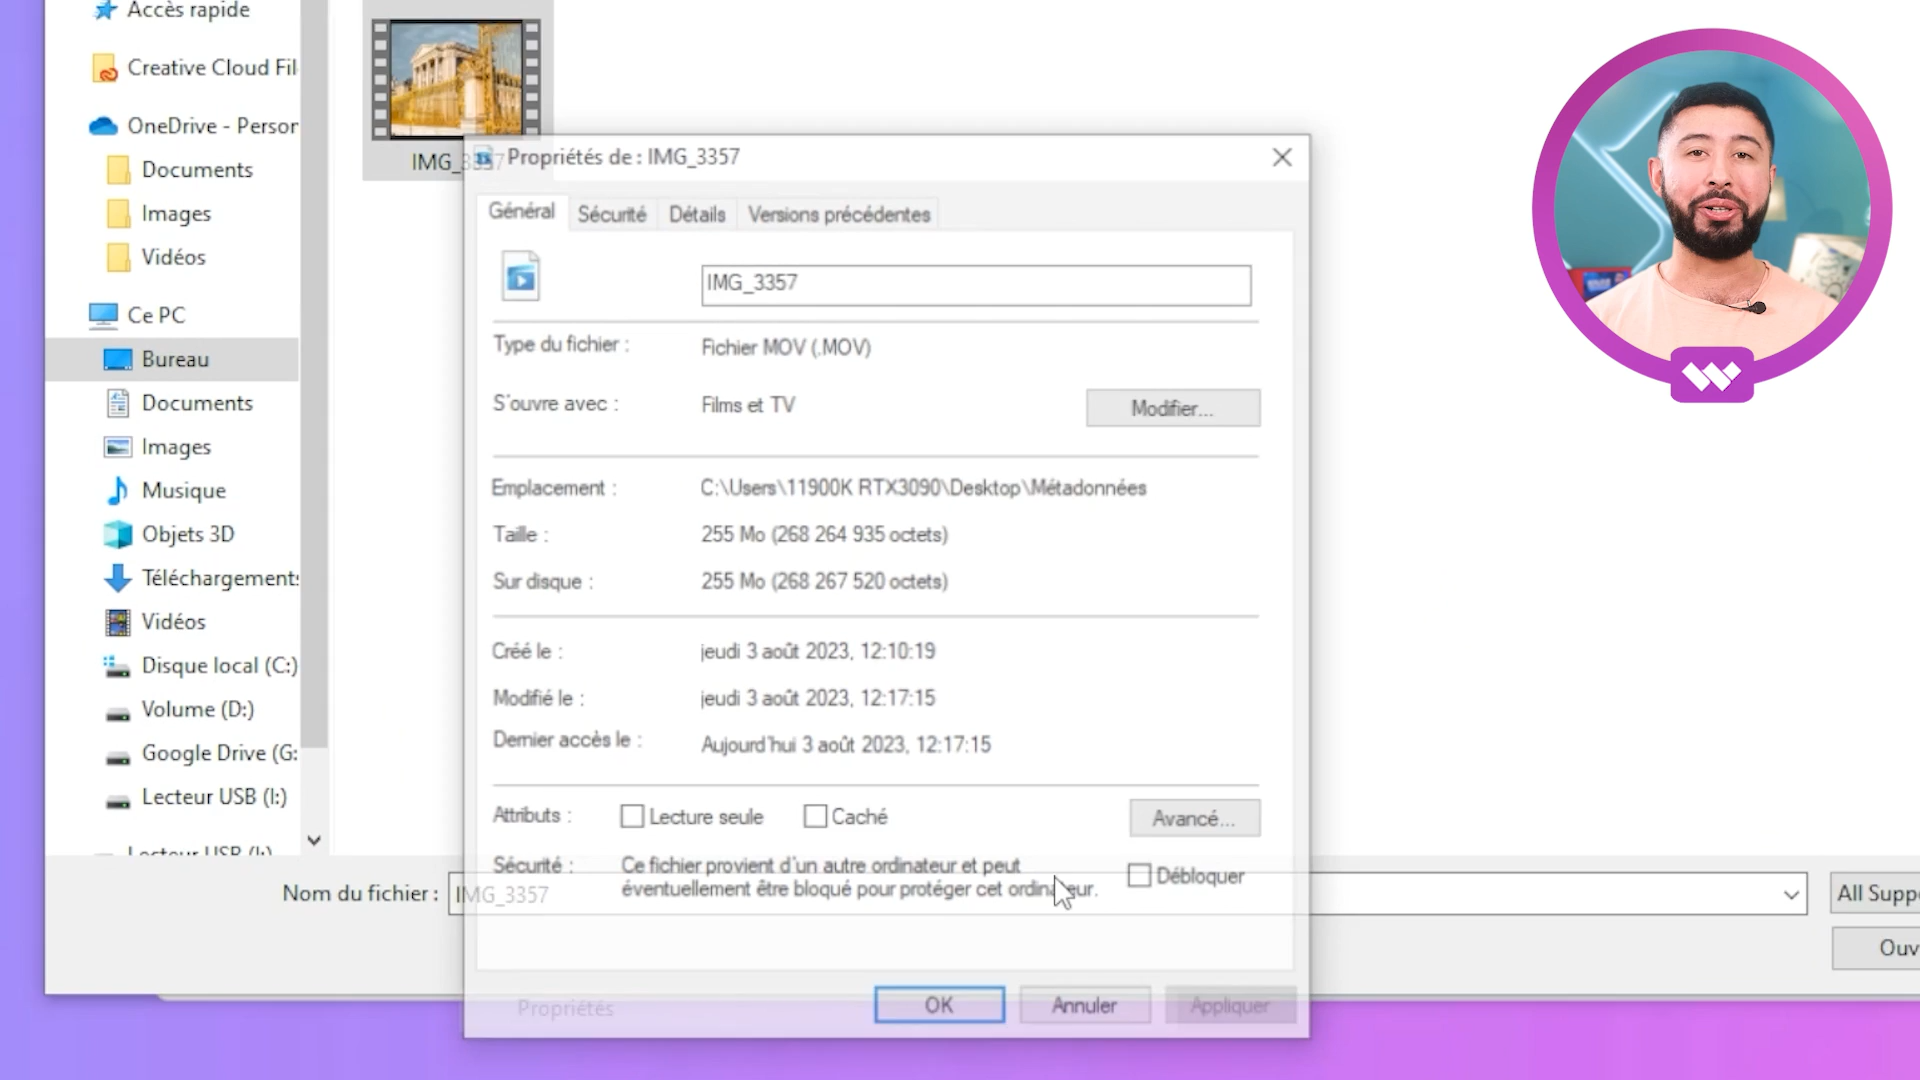 Accès rapide
Creative Cloud Fil
OneDrive - Person
Documents
Images
Vidéos
Ce PC
Bureau
Documents
Images
Musique
Objets 3D
Téléchargements
Vidéos
Disque local (C:)
Volume (D:)
Google Drive (G:
Lecteur USB (I:)
Lecteur USB (I:)
IMG_3357
Propriétés de : IMG_3357
Général
Sécurité
Détails
Versions précédentes
IMG_3357
Type du fichier :
Fichier MOV (.MOV)
S'ouvre avec :
Films et TV
Modifier...
Emplacement :
C:\Users\11900K RTX3090\Desktop\Métadonnées
Taille :
255 Mo (268 264 935 octets)
Sur disque :
255 Mo (268 267 520 octets)
Créé le :
jeudi 3 août 2023, 12:10:19
Modifié le :
jeudi 3 août 2023, 12:17:15
Dernier accès le :
Aujourd'hui 3 août 2023, 12:17:15
Attributs :
Lecture seule
Caché
Avancé...
Sécurité :
Ce fichier provient d'un autre ordinateur et peut
éventuellement être bloqué pour protéger cet ordinateur.
Débloquer
Nom du fichier :
IMG_3357
All Suppo
Ouv
Propriétés
OK
Annuler
Appliquer